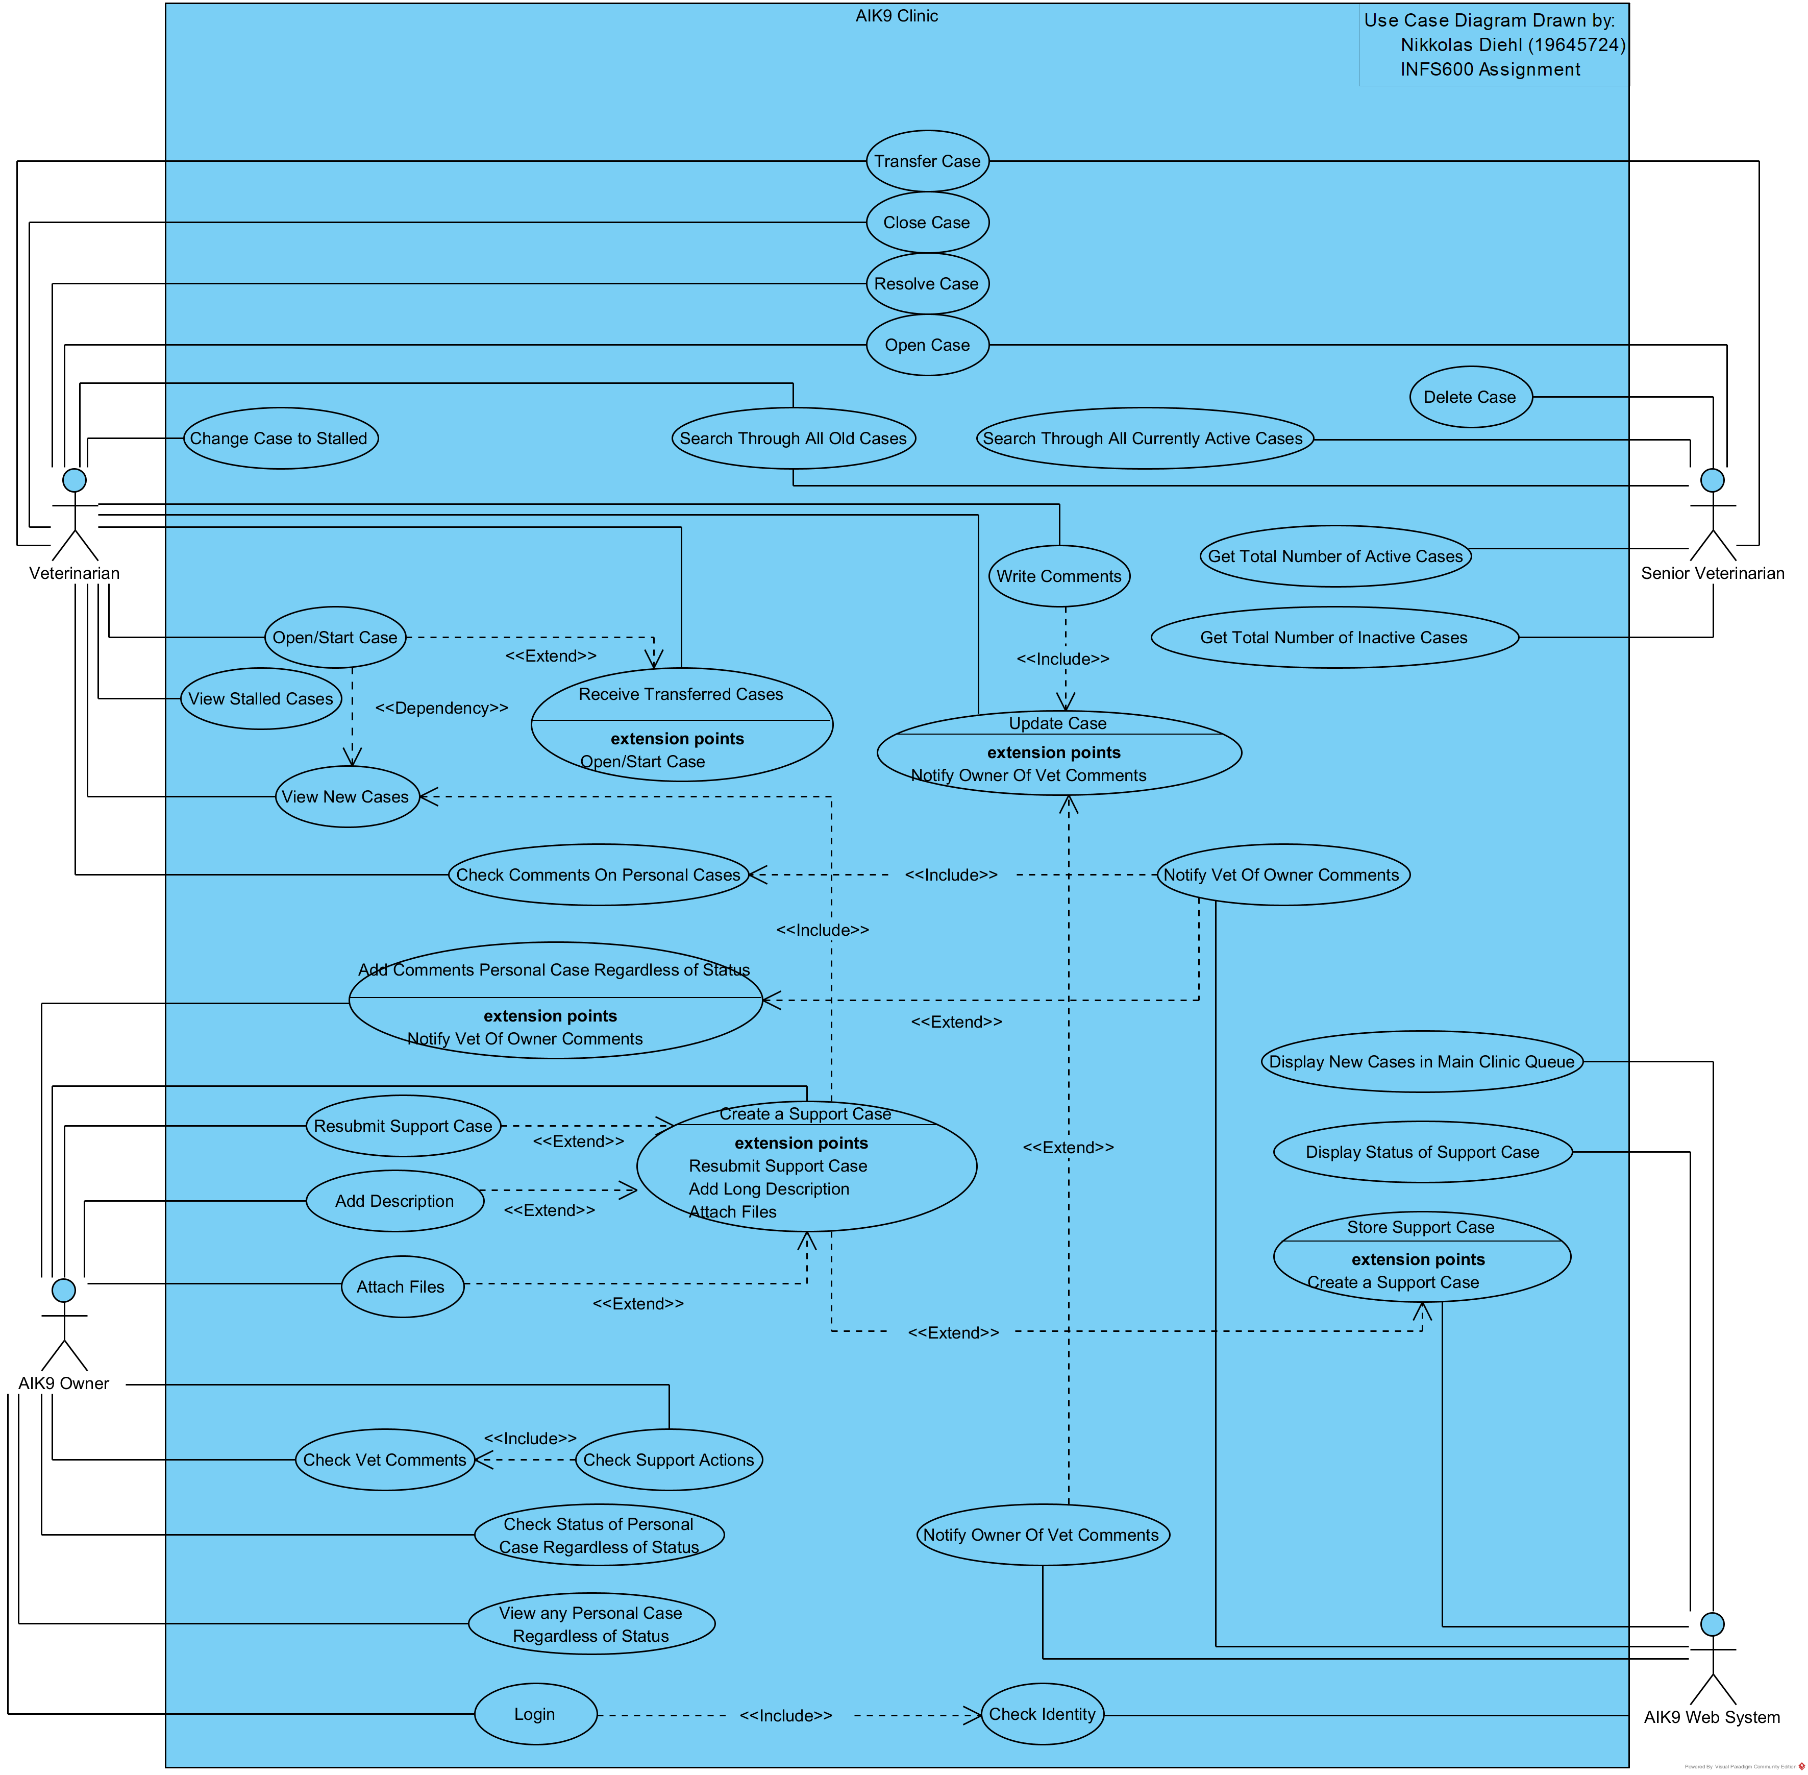 AIK9 Clinic
Use Case Diagram Drawn by:
Nikkolas Diehl (19645724)
INFS600 Assignment
Transfer Case
Close Case
Resolve Case
Open Case
Delete Case
Change Case to Stalled
Search Through All Old Cases
Search Through All Currently Active Cases
Veterinarian
Write Comments
Get Total Number of Active Cases
Senior Veterinarian
Open/Start Case
<<Extend>>
<<Include>>
Get Total Number of Inactive Cases
View Stalled Cases
<<Dependency>>
Receive Transferred Cases
extension points
Open/Start Case
Update Case
extension points
Notify Owner Of Vet Comments
View New Cases
Check Comments On Personal Cases
<<Include>>
Notify Vet Of Owner Comments
<<Include>>
Add Comments Personal Case Regardless of Status
extension points
Notify Vet Of Owner Comments
<<Extend>>
Display New Cases in Main Clinic Queue
Resubmit Support Case
<<Extend>>
Create a Support Case
extension points
Resubmit Support Case
Add Long Description
Attach Files
<<Extend>>
Display Status of Support Case
Add Description
<<Extend>>
Store Support Case
extension points
Create a Support Case
Attach Files
<<Extend>>
<<Extend>>
AIK9 Owner
<<Include>>
Check Vet Comments
Check Support Actions
Check Status of Personal
Case Regardless of Status
Notify Owner Of Vet Comments
View any Personal Case
Regardless of Status
Login
<<Include>>
Check Identity
AIK9 Web System
Powered By Visual Paradigm Community Edition